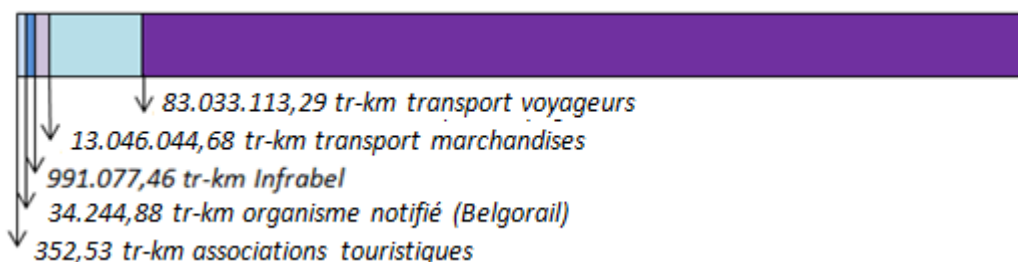 83.033.113,29 tr-km transport voyageurs
13.046.044,68 tr-km transport marchandises
991.077,46 tr-km Infrabel
34.244,88 tr-km organisme notifié (Belgorail)
352,53 tr-km associations touristiques